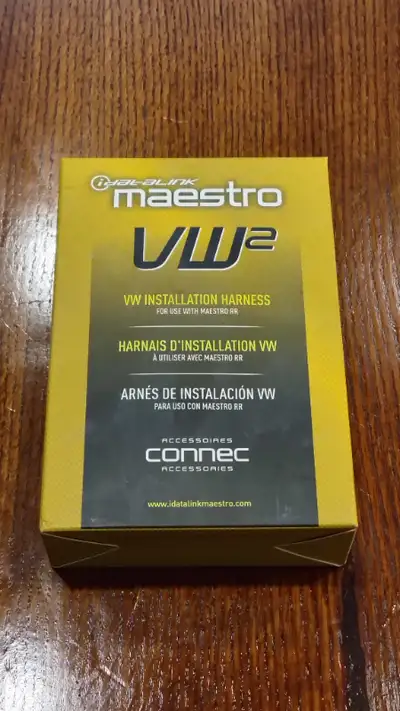 iDATALINK
maestro
VW2
VW INSTALLATION HARNESS
FOR USE WITH MAESTRO RR
HARNAIS D'INSTALLATION VW
À UTILISER AVEC MAESTRO RR
ARNÉS DE INSTALACIÓN VW
PARA USO CON MAESTRO RR
ACCESSOIRES
connec
ACCESSORIES
www.idatalinkmaestro.com